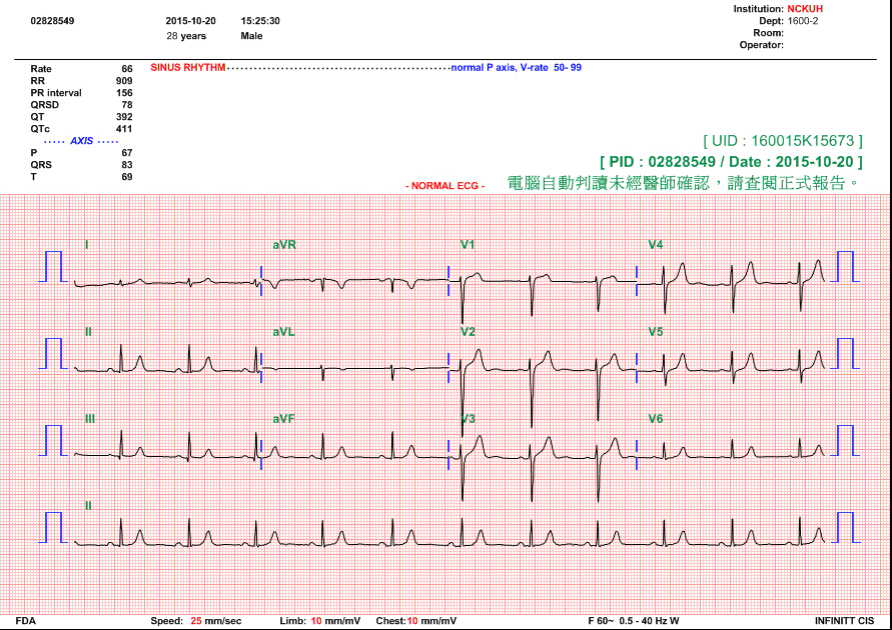 Institution: NCKUH
02828549 2015-10-20 15:25:30 Dept: 1600-2
28 years Male Room:
Operator:
Rate 66 SINUS RHYTHM normal P axis, V-rate 50- 99
RR 909
PR interval 156
QRSD 78
QT 392
QTc 411
----- AXIS -----
P 67 [ UID : 160015K15673 ]
QRS 83 [ PID : 02828549 / Date : 2015-10-20 ]
T 69
- NORMAL ECG - 電腦自動判讀未經醫師確認，請查閱正式報告。
I aVR V1 V4
II aVL V2 V5
III aVF V3 V6
II
FDA Speed: 25 mm/sec Limb: 10 mm/mV Chest: 10 mm/mV F 60~ 0.5 - 40 Hz W INFINITT CIS